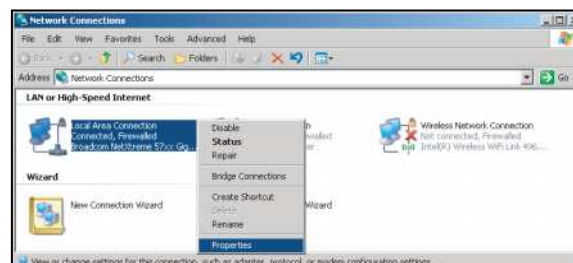 Network Connections
File Edit View Favorites Tools Advanced Help
Back Search Folders
Address Network Connections Go
LAN or High-Speed Internet
Local Area Connection
Connected, Firewalled
Broadcom NetXtreme 57xx Gig...
Wireless Network Connection
Not connected, Firewalled
Intel(R) Wireless WiFi Link 496...
Disable
Status
Repair
Bridge Connections
Create Shortcut
Delete
Rename
Properties
Wizard
New Connection Wizard
Wizard
View or change settings for this connection, such as adapter, protocol, or modem configuration settings.